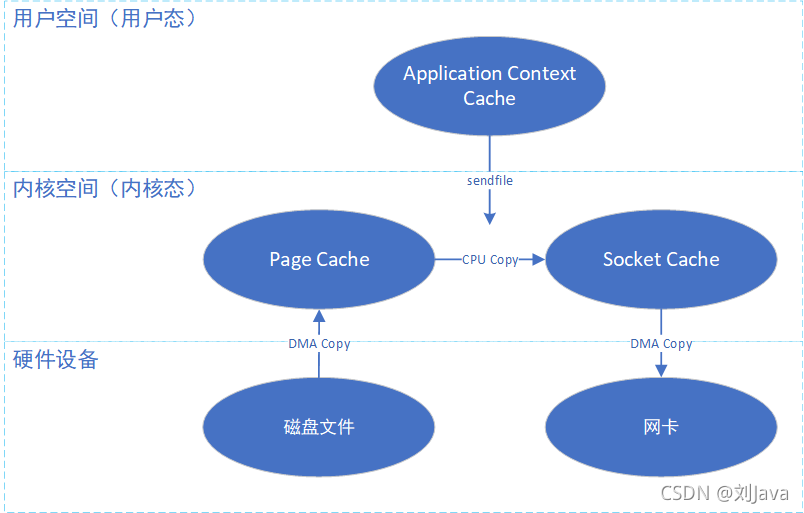 用户空间（用户态）
Application Context
Cache
sendfile
内核空间（内核态）
Page Cache
CPU Copy
Socket Cache
DMA Copy
DMA Copy
硬件设备
磁盘文件
网卡
CSDN @刘Java